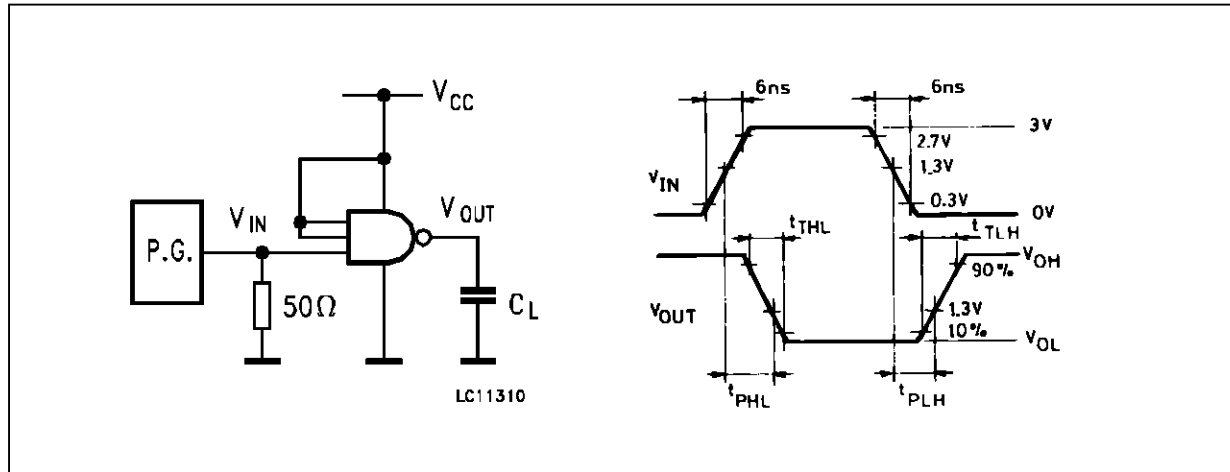 V_CC
V_IN
V_OUT
P.G.
50Ω
C_L
LC11310
6ns
6ns
3V
2.7V
1.3V
V_IN
0.3V
0V
t_THL
t_TLH
V_OH
90%
V_OUT
1.3V
10%
V_OL
t_PHL
t_PLH